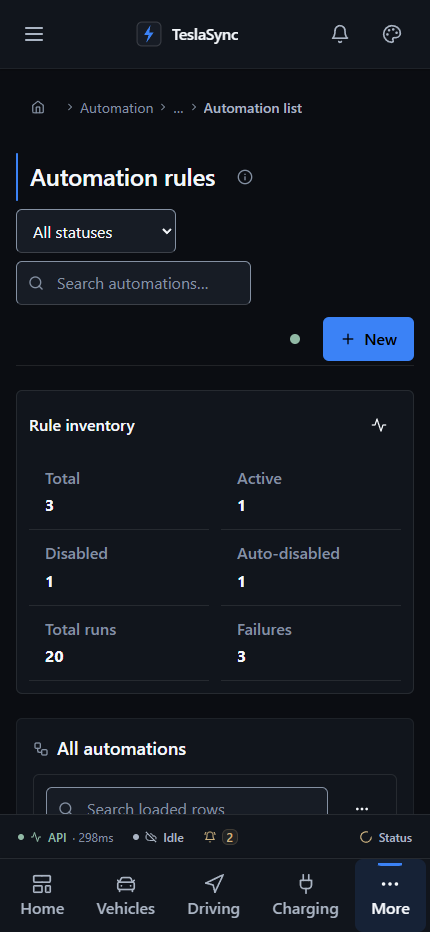 TeslaSync
Automation ... Automation list
Automation rules
All statuses
Search automations...
New
Rule inventory
Total Active
3 1
Disabled Auto-disabled
1 1
Total runs Failures
20 3
All automations
Search loaded rows
API · 298ms Idle 2 Status
Home Vehicles Driving Charging More